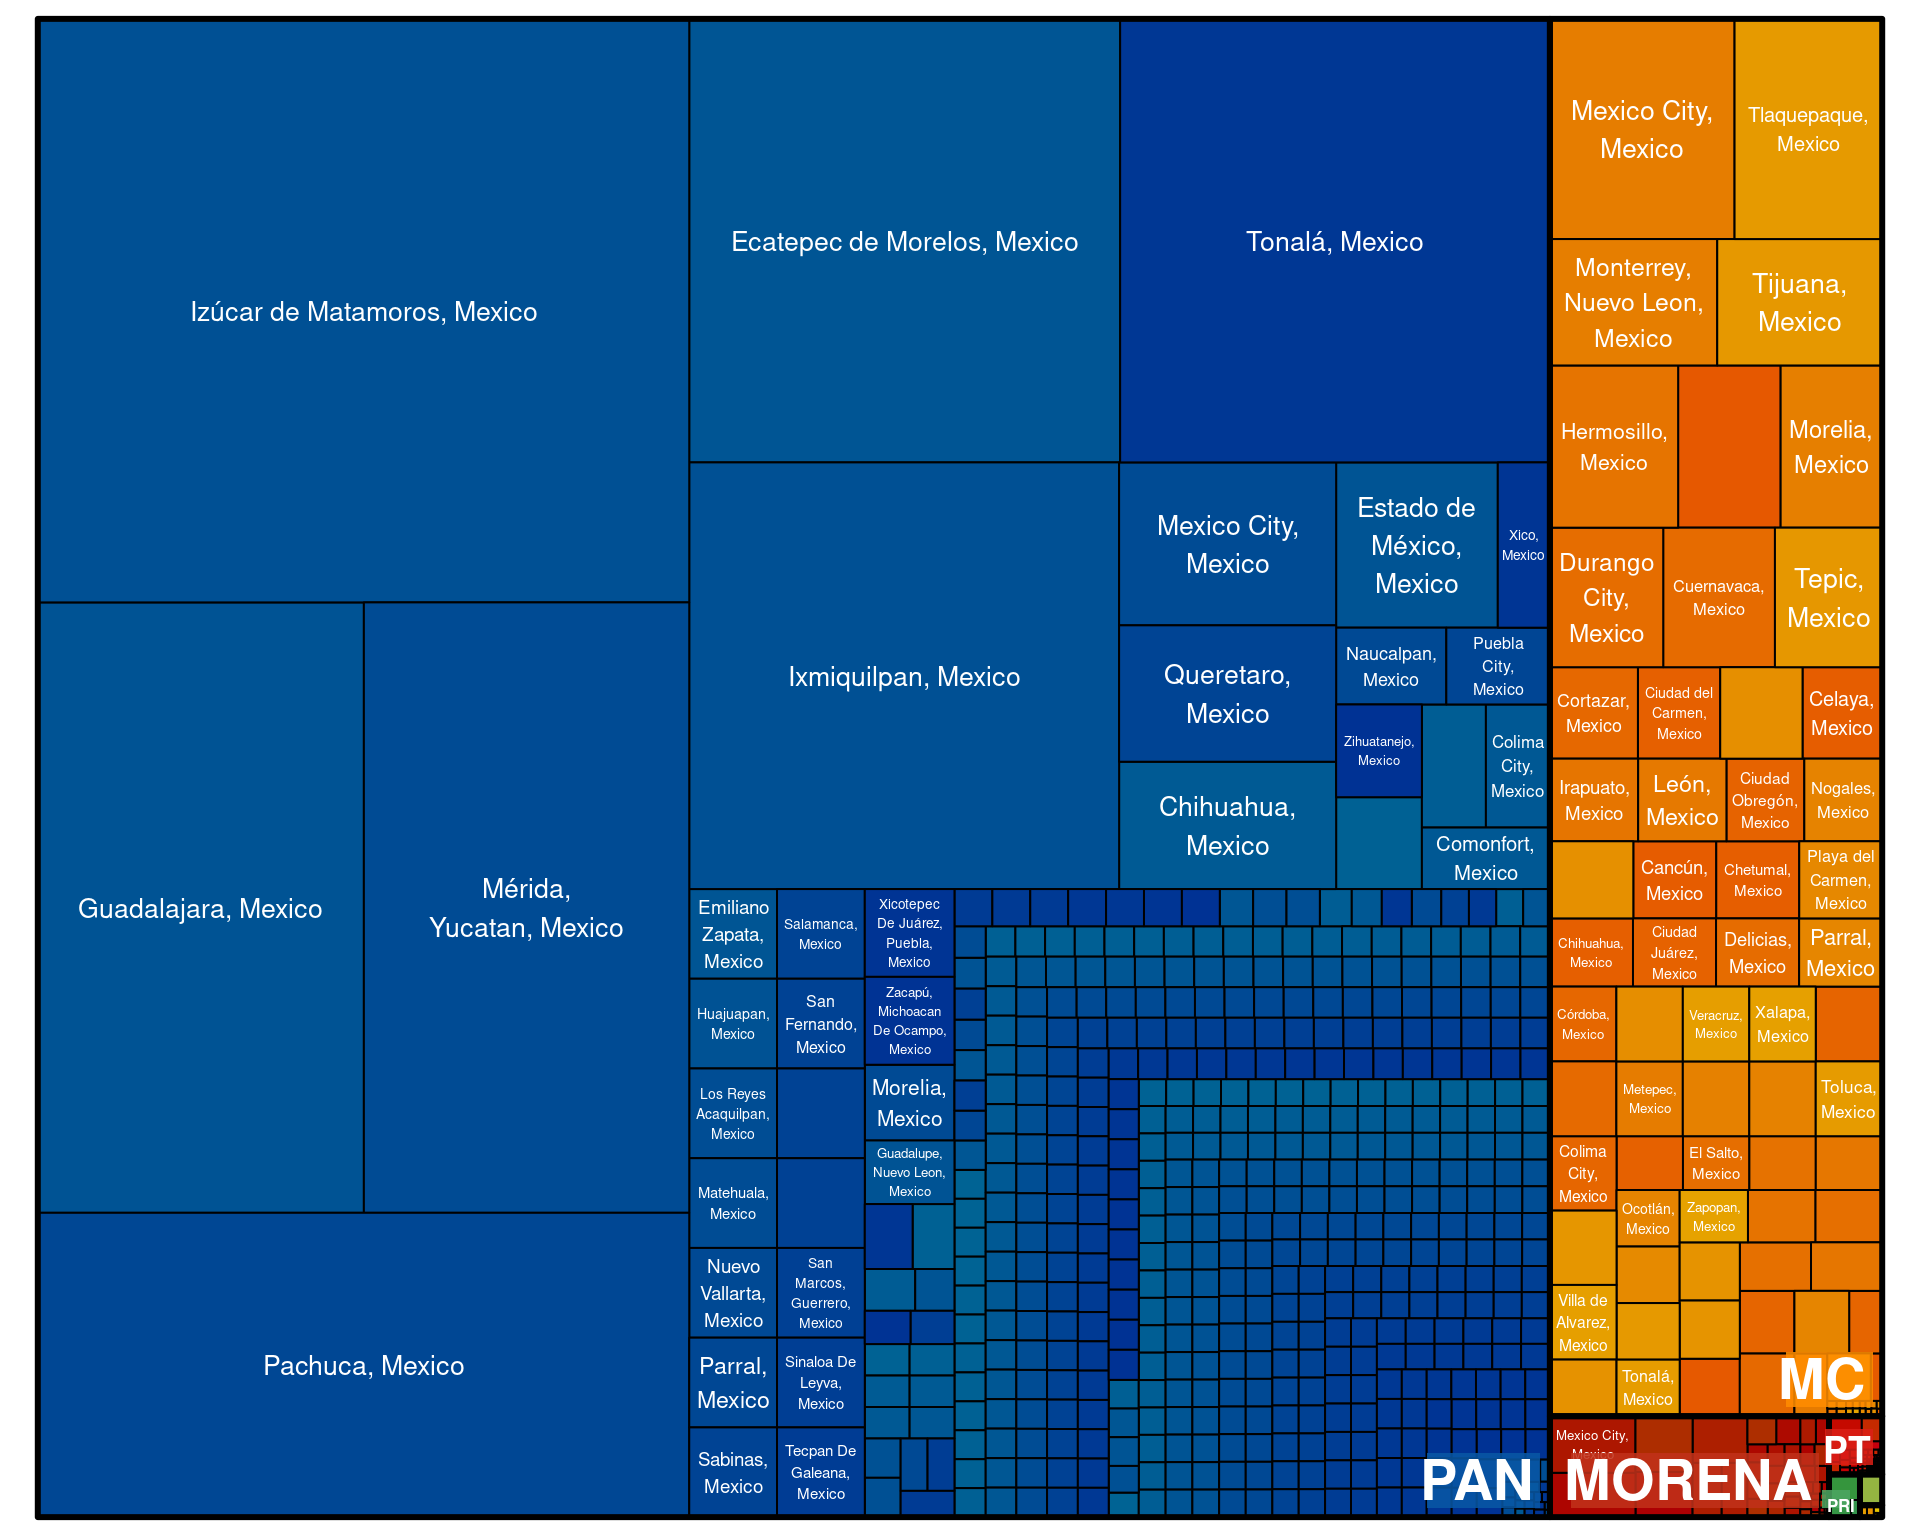 Izúcar de Matamoros, Mexico
Guadalajara, Mexico
Mérida,
Yucatan, Mexico
Pachuca, Mexico
Ecatepec de Morelos, Mexico
Tonalá, Mexico
Ixmiquilpan, Mexico
Mexico City,
Mexico
Queretaro,
Mexico
Chihuahua,
Mexico
Estado de
México,
Mexico
Xico,
Mexico
Naucalpan,
Mexico
Puebla
City,
Mexico
Zihuatanejo,
Mexico
Colima
City,
Mexico
Comonfort,
Mexico
Emiliano
Zapata,
Mexico
Huajuapan,
Mexico
Los Reyes
Acaquilpan,
Mexico
Matehuala,
Mexico
Nuevo
Vallarta,
Mexico
Parral,
Mexico
Sabinas,
Mexico
Salamanca,
Mexico
San
Fernando,
Mexico
San
Marcos,
Guerrero,
Mexico
Sinaloa De
Leyva,
Mexico
Tecpan De
Galeana,
Mexico
Xicotepec
De Juárez,
Puebla,
Mexico
Zacapú,
Michoacan
De Ocampo,
Mexico
Morelia,
Mexico
Guadalupe,
Nuevo Leon,
Mexico
PAN
Mexico City,
Mexico
Tlaquepaque,
Mexico
Monterrey,
Nuevo Leon,
Mexico
Tijuana,
Mexico
Hermosillo,
Mexico
Morelia,
Mexico
Durango
City,
Mexico
Cuernavaca,
Mexico
Tepic,
Mexico
Cortazar,
Mexico
Ciudad del
Carmen,
Mexico
Celaya,
Mexico
Irapuato,
Mexico
León,
Mexico
Ciudad
Obregón,
Mexico
Nogales,
Mexico
Cancún,
Mexico
Chetumal,
Mexico
Playa del
Carmen,
Mexico
Chihuahua,
Mexico
Ciudad
Juárez,
Mexico
Delicias,
Mexico
Parral,
Mexico
Córdoba,
Mexico
Veracruz,
Mexico
Xalapa,
Mexico
Metepec,
Mexico
Toluca,
Mexico
Colima
City,
Mexico
El Salto,
Mexico
Ocotlán,
Mexico
Zapopan,
Mexico
Villa de
Alvarez,
Mexico
Tonalá,
Mexico
MC
Mexico City,
Mexico
MORENA
PT
PRI